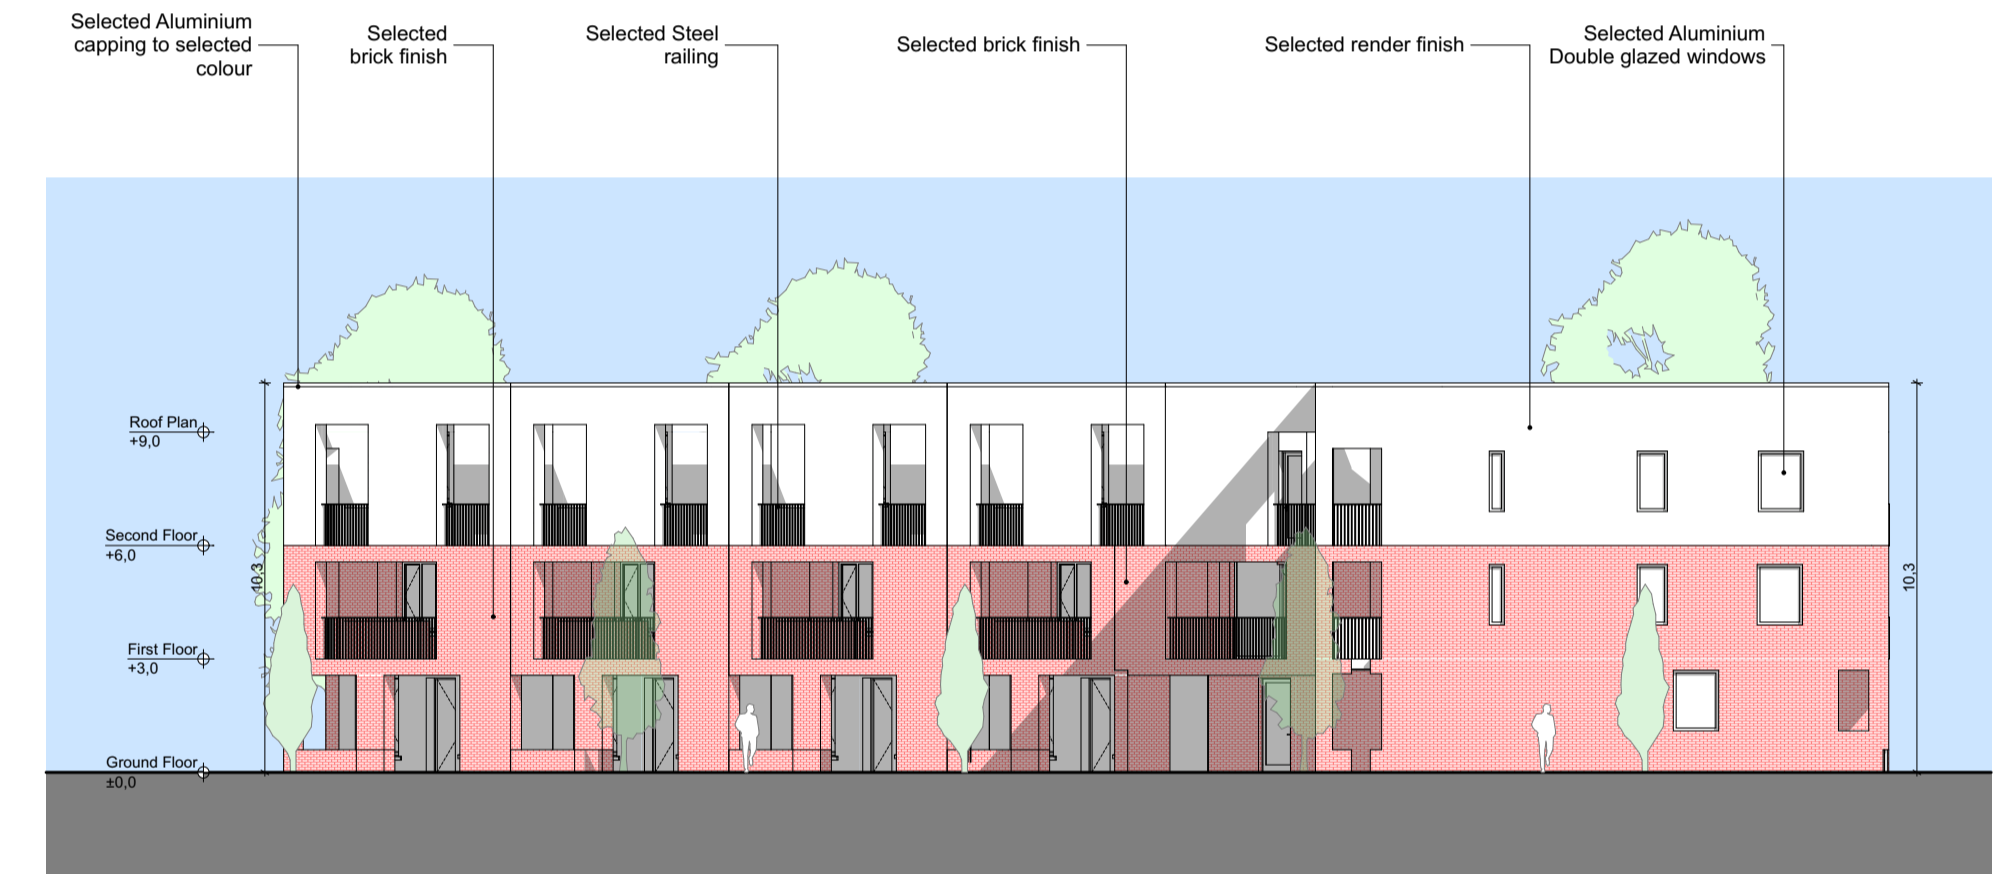 Selected Aluminium
capping to selected
colour
Selected
brick finish
Selected Steel
railing
Selected brick finish
Selected render finish
Selected Aluminium
Double glazed windows
Roof Plan
+9,0
Second Floor
+6,0
10,3
10,3
First Floor
+3,0
Ground Floor
±0,0